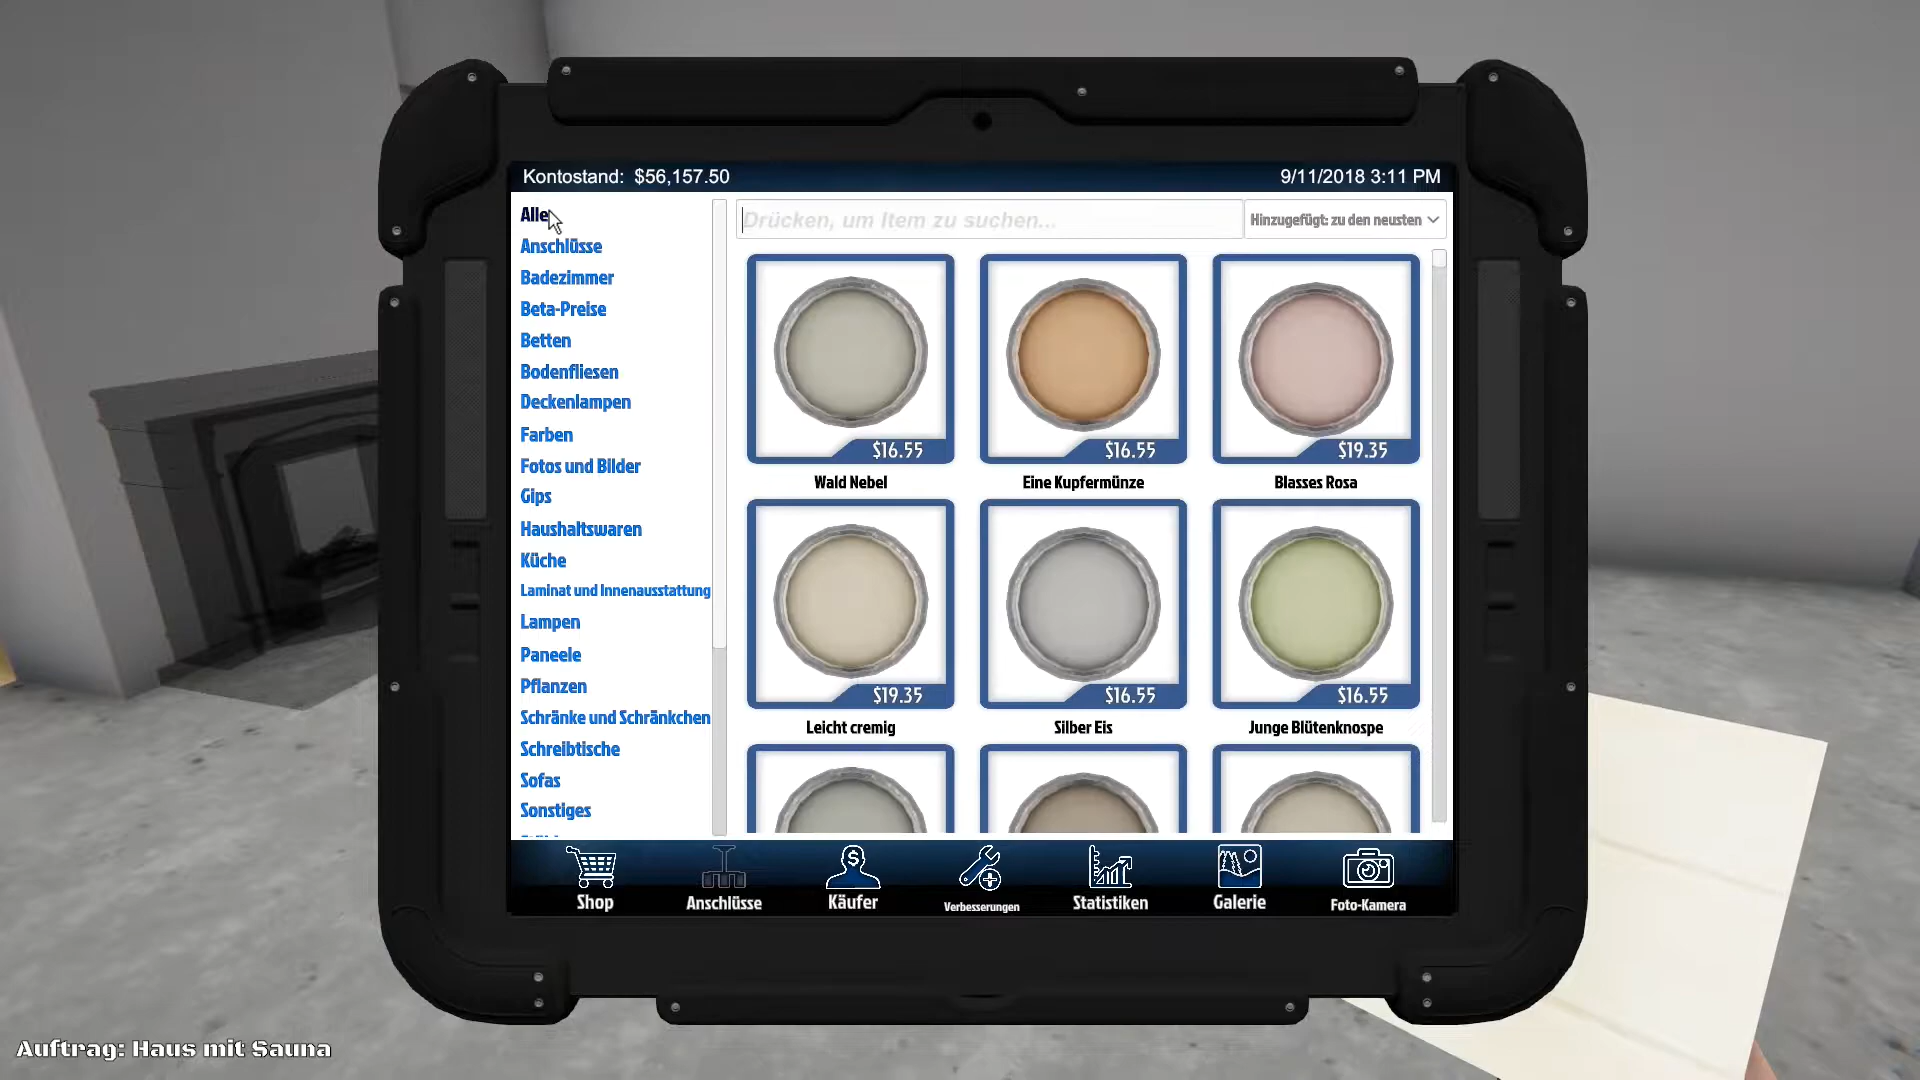 Kontostand: $56,157.50
9/11/2018 3:11 PM
Alle
Anschlüsse
Badezimmer
Beta-Preise
Betten
Bodenfliesen
Deckenlampen
Farben
Fotos und Bilder
Gips
Haushaltswaren
Küche
Laminat und Innenausstattung
Lampen
Paneele
Pflanzen
Schränke und Schränkchen
Schreibtische
Sofas
Sonstiges
Drücken, um Item zu suchen...
Hinzugefügt: zu den neusten
$16.55
$16.55
$19.35
Wald Nebel
Eine Kupfermünze
Blasses Rosa
$19.35
$16.55
$16.55
Leicht cremig
Silber Eis
Junge Blütenknospe
Shop
Anschlüsse
Käufer
Verbesserungen
Statistiken
Galerie
Foto-Kamera
Auftrag: Haus mit Sauna